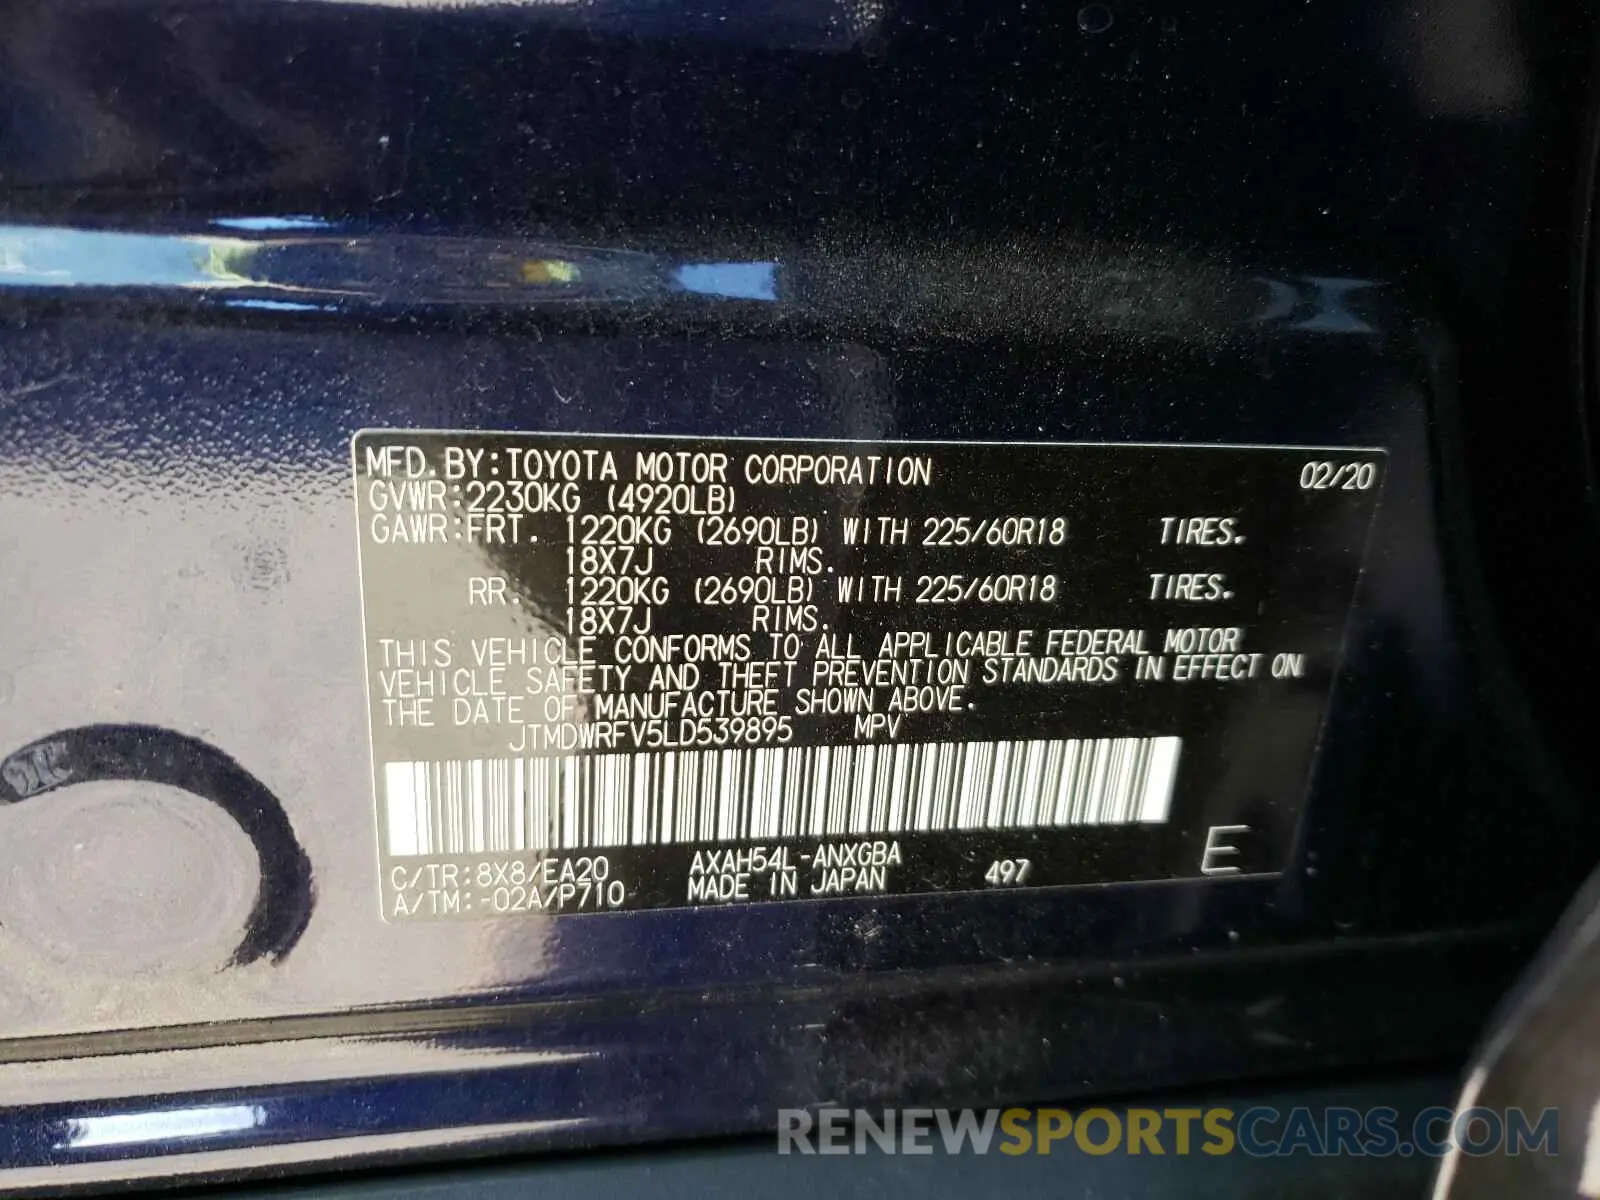 MFD.BY:TOYOTA MOTOR CORPORATION 02/20
GVWR:2230KG (4920LB)
GAWR:FRT. 1220KG (2690LB) WITH 225/60R18 TIRES.
18X7J RIMS.
RR. 1220KG (2690LB) WITH 225/60R18 TIRES.
18X7J RIMS.
THIS VEHICLE CONFORMS TO ALL APPLICABLE FEDERAL MOTOR
VEHICLE SAFETY AND THEFT PREVENTION STANDARDS IN EFFECT ON
THE DATE OF MANUFACTURE SHOWN ABOVE.
JTMDWRFV5LD539895 MPV
C/TR:8X8/EA20 AXAH54L-ANXGBA 497 E
A/TM:-02A/P710 MADE IN JAPAN
RENEWSPORTSCARS.COM